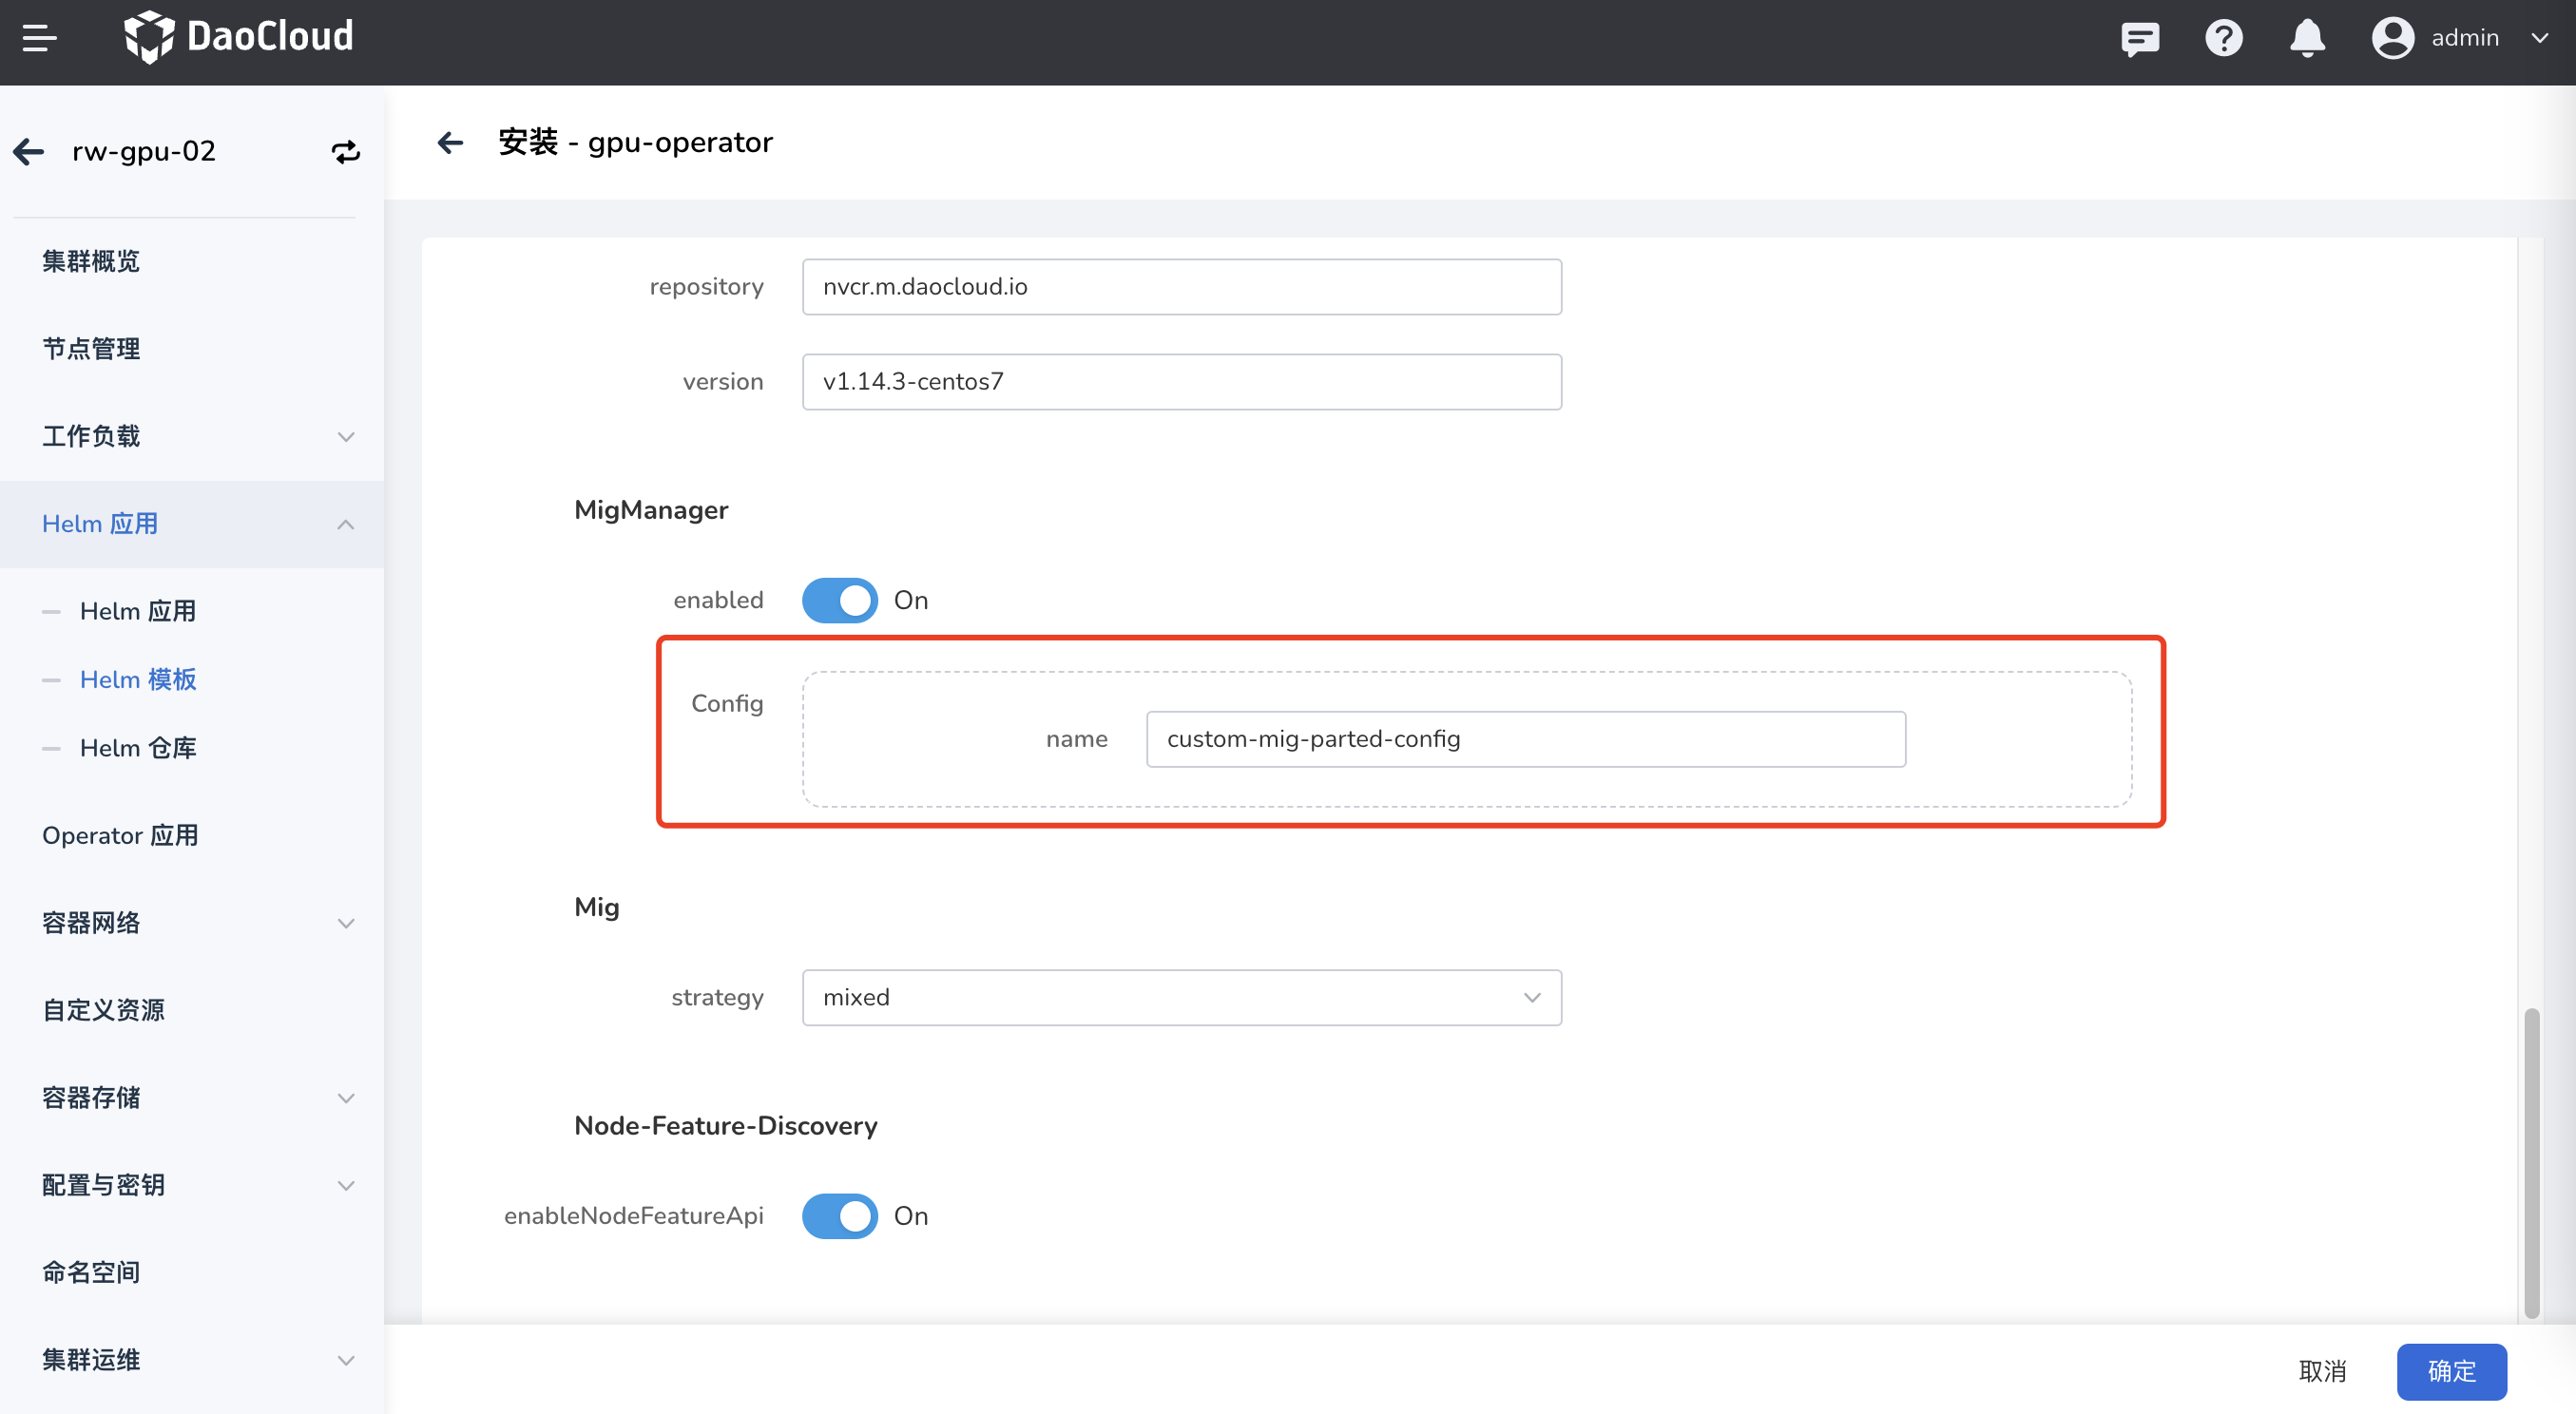 DaoCloud
admin
rw-gpu-02
集群概览
节点管理
工作负载
Helm 应用
Helm 应用
Helm 模板
Helm 仓库
Operator 应用
容器网络
自定义资源
容器存储
配置与密钥
命名空间
集群运维
安装 - gpu-operator
repository nvcr.m.daocloud.io
version v1.14.3-centos7
MigManager
enabled On
Config
name custom-mig-parted-config
Mig
strategy mixed
Node-Feature-Discovery
enableNodeFeatureApi On
取消 确定